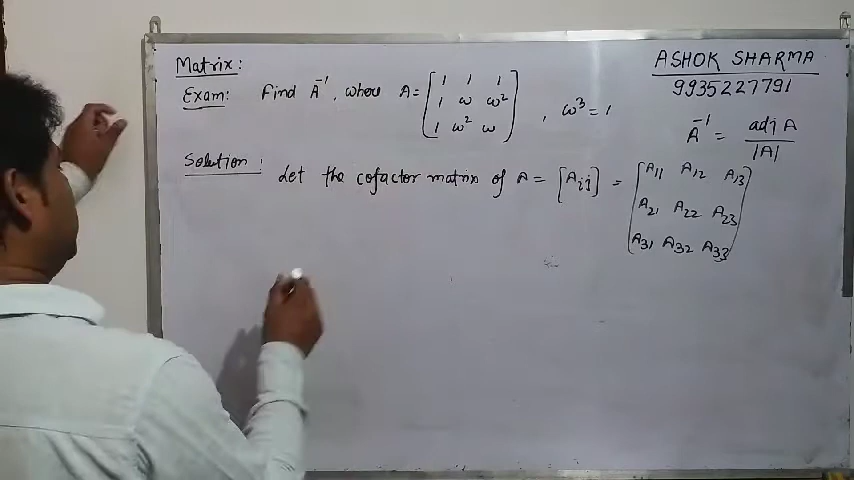 Matrix:
ASHOK SHARMA
9935227791
Exam: Find A⁻¹, where A = [1 1 1
1 ω ω²
1 ω² ω], ω³ = 1
A⁻¹ = adj A / |A|
Solution: Let the cofactor matrix of A = [Aij] = [A11 A12 A13
A21 A22 A23
A31 A32 A33]